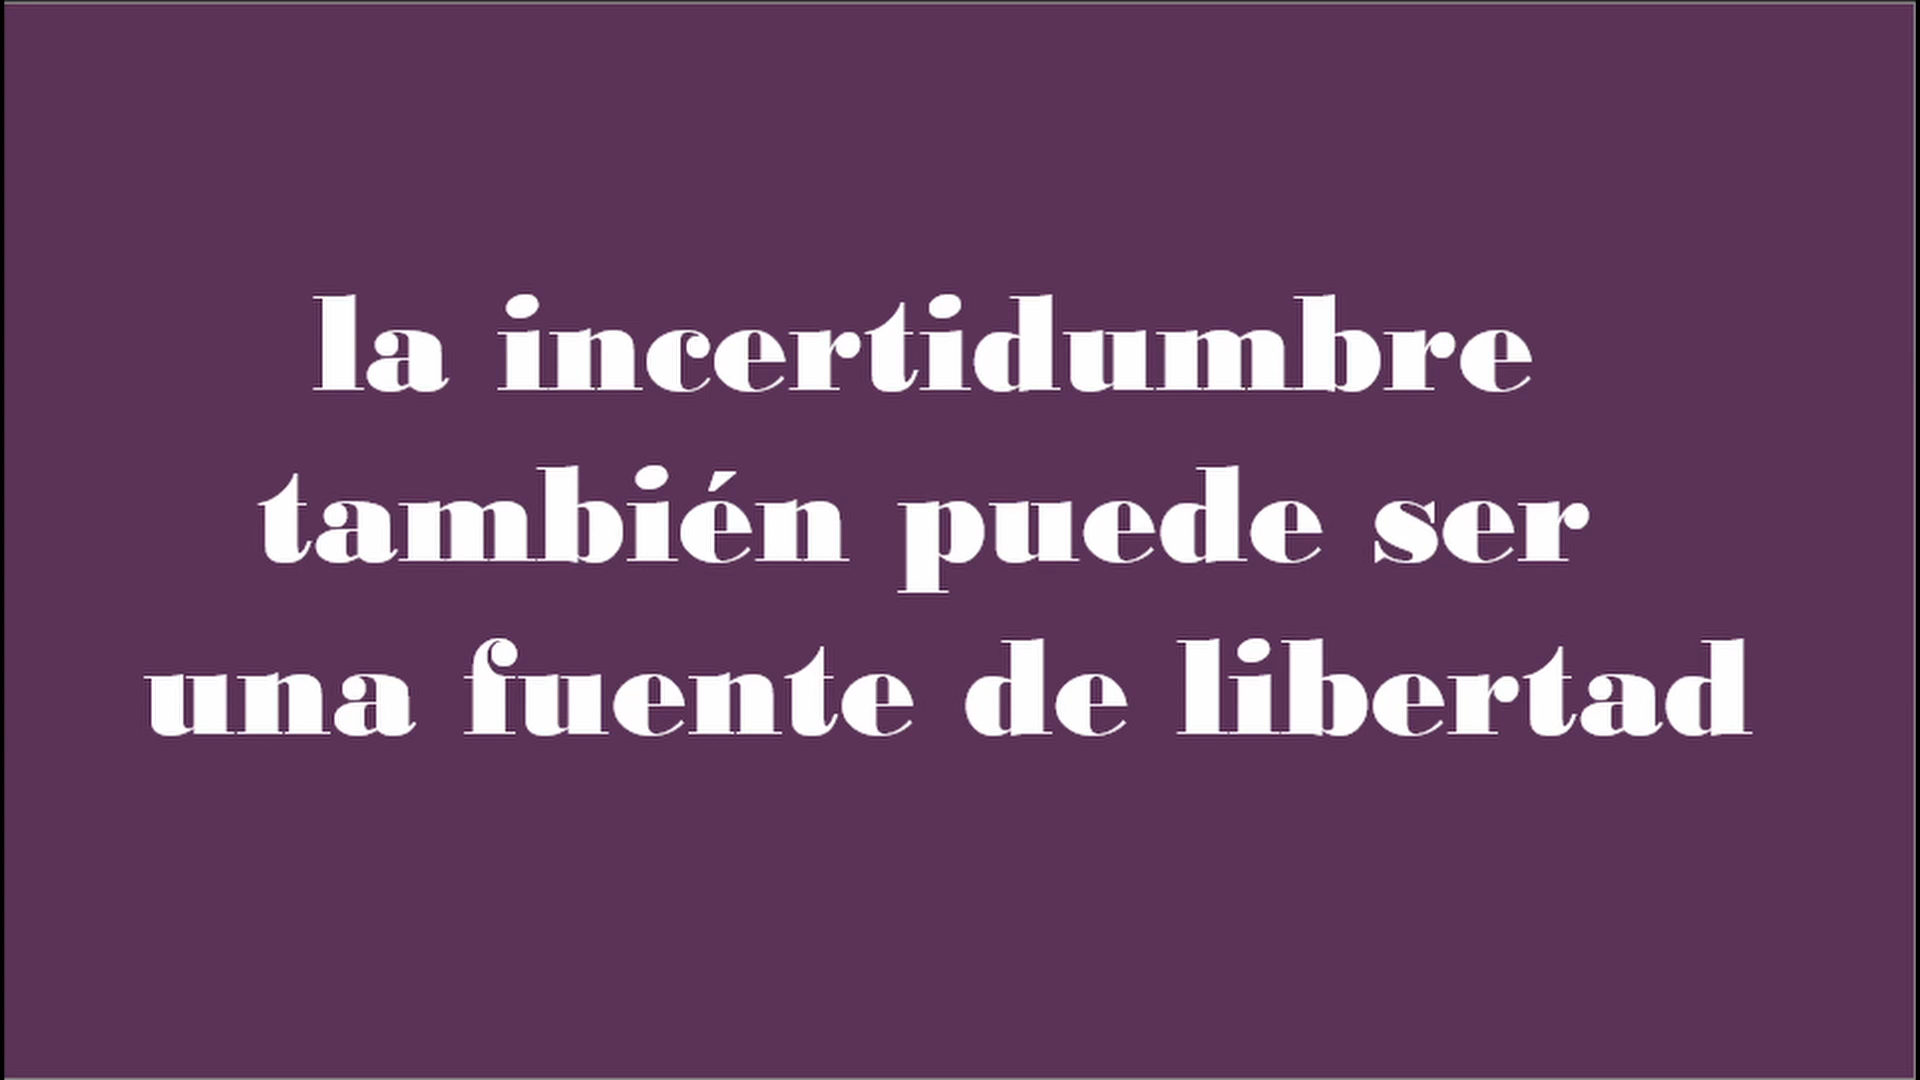 la incertidumbre
también puede ser
una fuente de libertad